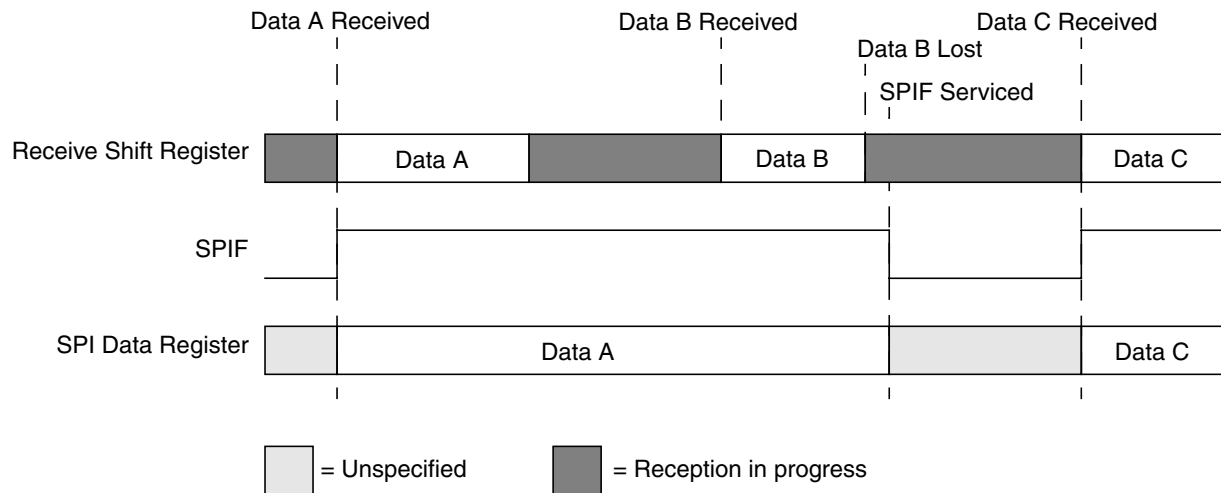 Data A Received
Data B Received
Data C Received
Data B Lost
SPIF Serviced
Receive Shift Register
Data A
Data B
Data C
SPIF
SPI Data Register
Data A
Data C
= Unspecified
= Reception in progress